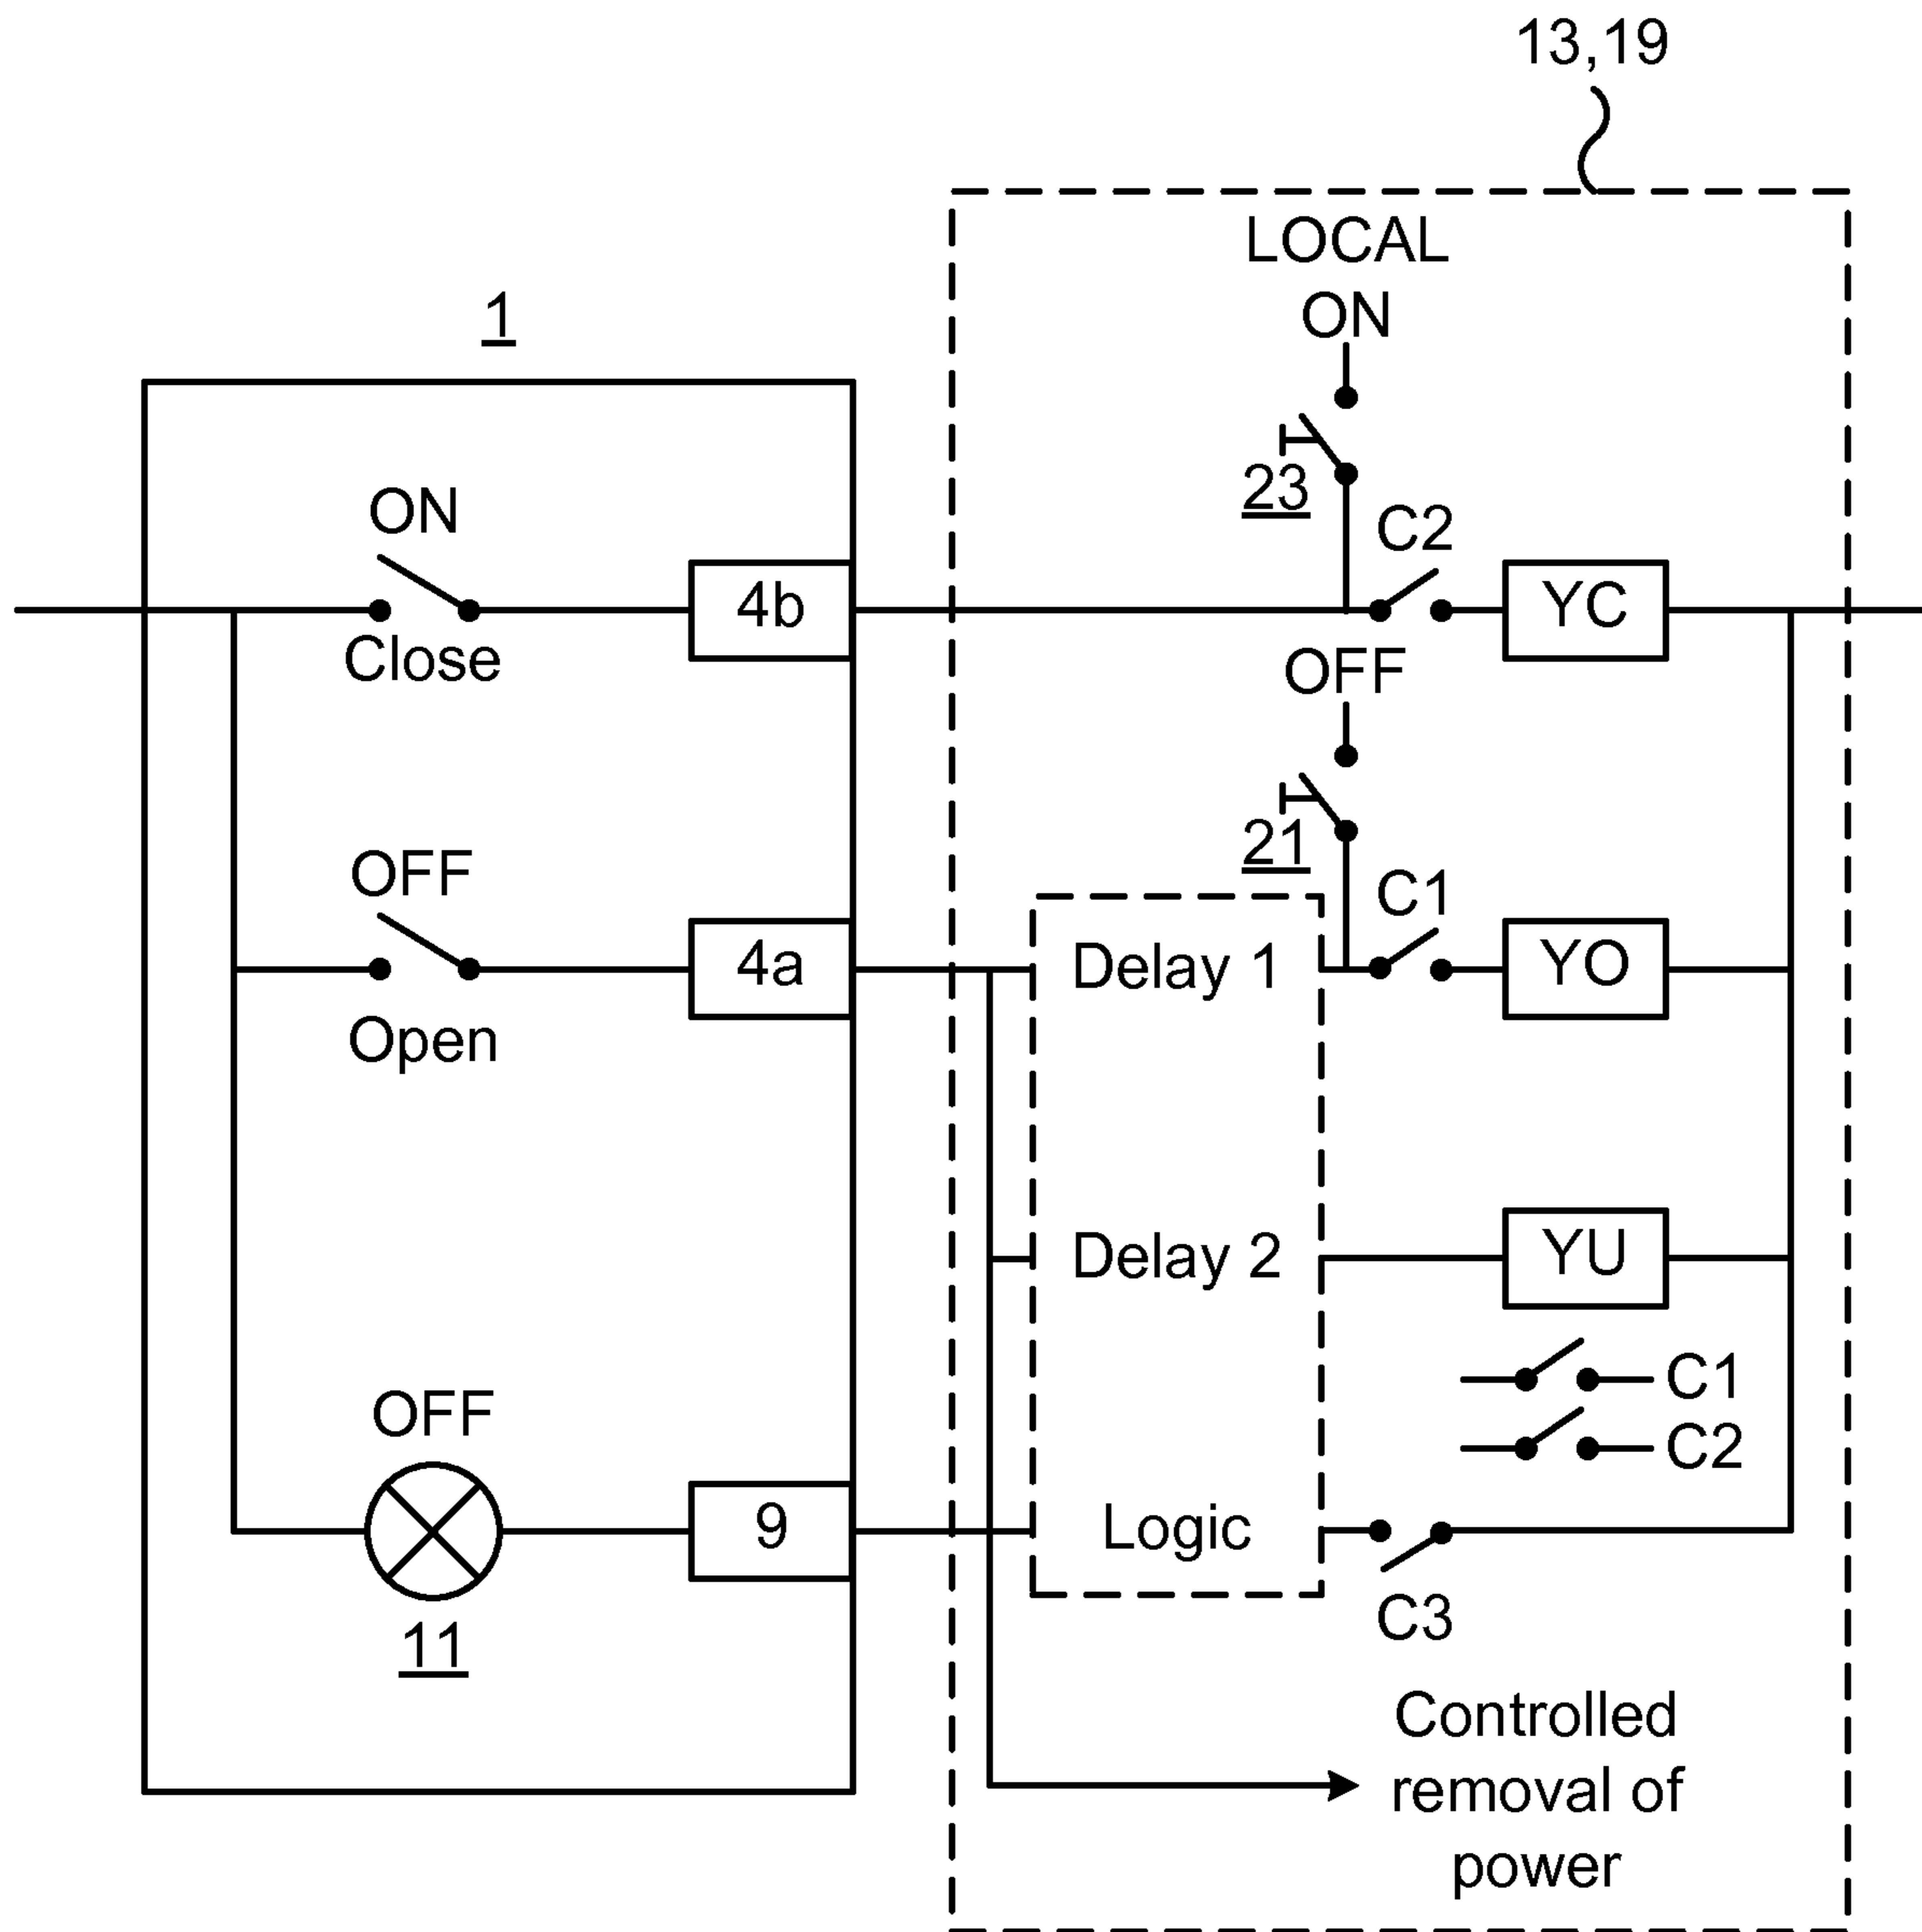 13,19
LOCAL
ON
1
23
ON
C2
4b
YC
Close
OFF
21
OFF
C1
4a
Delay 1
YO
Open
Delay 2
YU
C1
OFF
C2
9
Logic
C3
11
Controlled
removal of
power